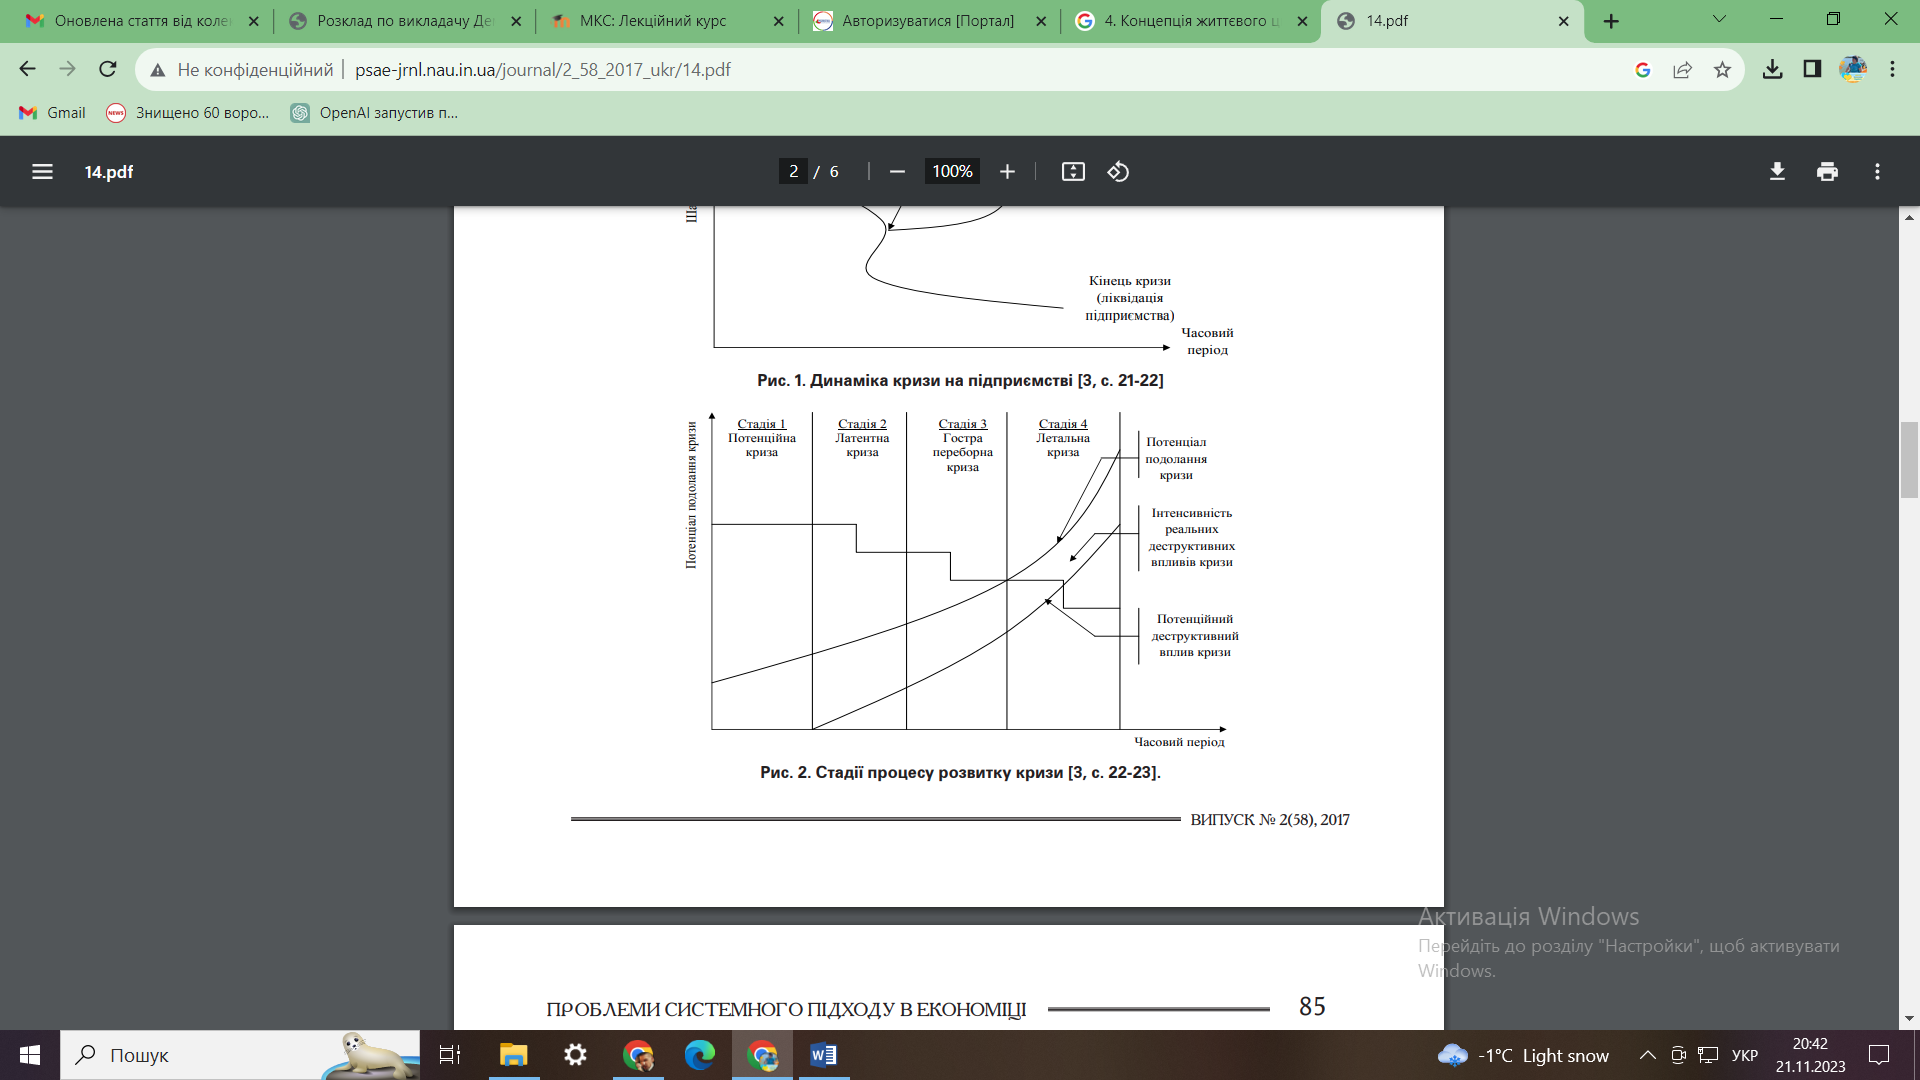 Оновлена стаття від колек
Розклад по викладачу Де
МКС: Лекційний курс
Авторизуватися [Портал]
4. Концепція життєвого ц
14.pdf
Не конфіденційний
psae-jrnl.nau.in.ua/journal/2_58_2017_ukr/14.pdf
Gmail
Знищено 60 воро...
OpenAI запустив п...
14.pdf
2 / 6
100%
Ша
Кінець кризи
(ліквідація
підприємства)
Часовий
період
Рис. 1. Динаміка кризи на підприємстві [3, с. 21-22]
Потенціал подолання кризи
Стадія 1
Потенційна
криза
Стадія 2
Латентна
криза
Стадія 3
Гостра
переборна
криза
Стадія 4
Летальна
криза
Потенціал
подолання
кризи
Інтенсивність
реальних
деструктивних
впливів кризи
Потенційний
деструктивний
вплив кризи
Часовий період
Рис. 2. Стадії процесу розвитку кризи [3, с. 22-23].
ВИПУСК № 2(58), 2017
Активація Windows
Перейдіть до розділу "Настройки", щоб активувати
Windows.
ПРОБЛЕМИ СИСТЕМНОГО ПІДХОДУ В ЕКОНОМІЦІ
85
Пошук
-1°C Light snow
УКР
20:42
21.11.2023